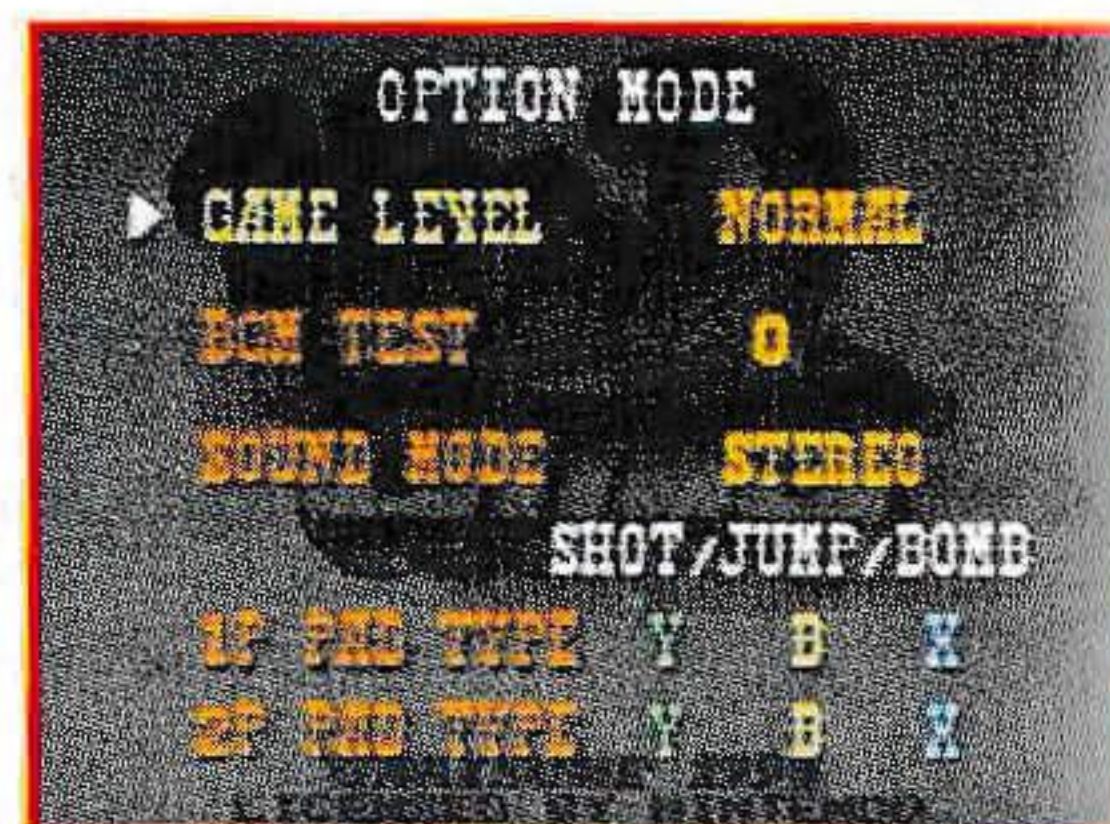 OPTION MODE
GAME LEVEL NORMAL
BGM TEST 0
SOUND MODE STEREO
SHOT/JUMP/BOMB
1P PAD TYPE Y B X
2P PAD TYPE Y B X